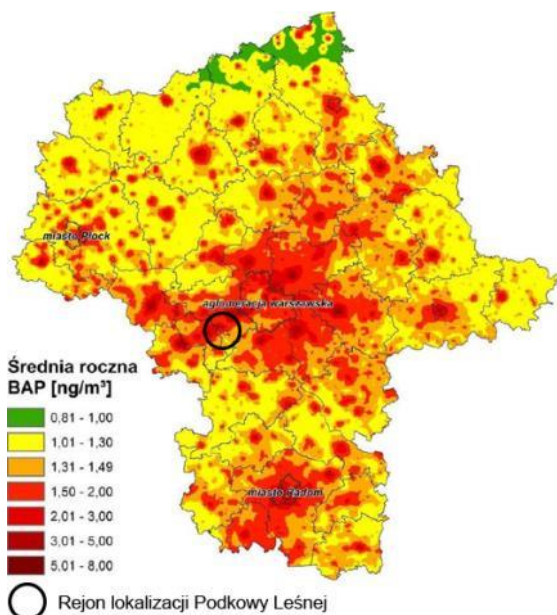 miasto Płock
aglomeracja warszawska
Średnia roczna
BAP [ng/m³]
0,81 - 1,00
1,01 - 1,30
1,31 - 1,49
1,50 - 2,00
2,01 - 3,00
3,01 - 5,00
5,01 - 8,00
miasto Radom
Rejon lokalizacji Podkowy Leśnej